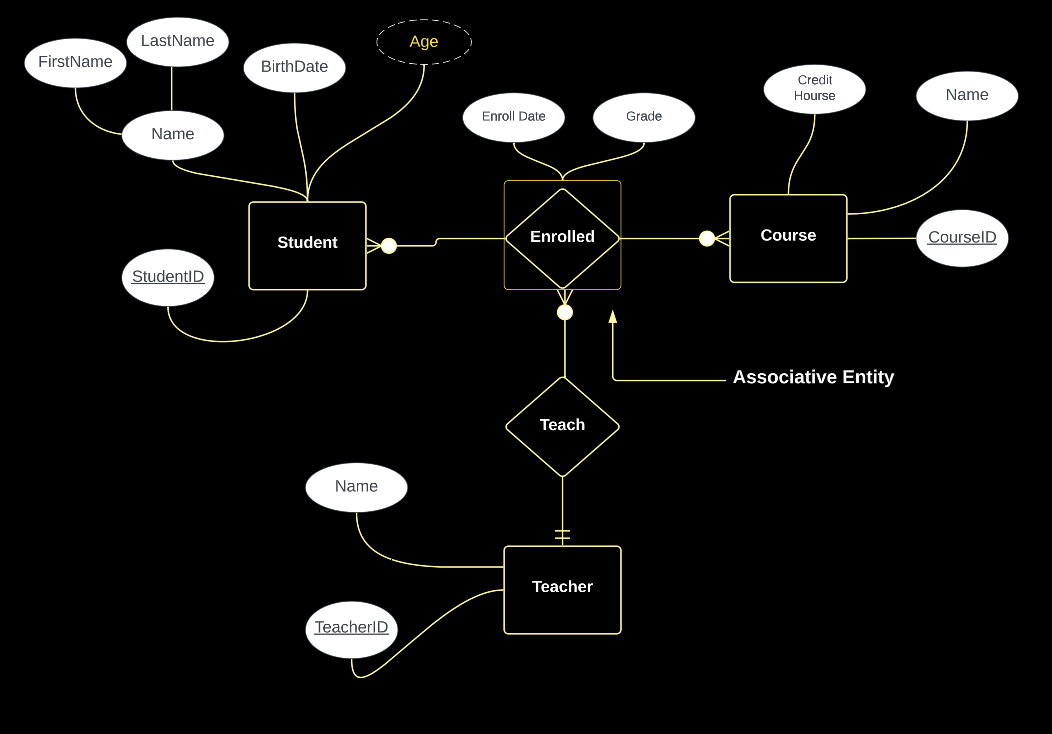 LastName
FirstName
BirthDate
Age
Name
Enroll Date
Grade
Credit
Hourse
Name
Student
Enrolled
Course
CourseID
StudentID
Associative Entity
Teach
Name
Teacher
TeacherID